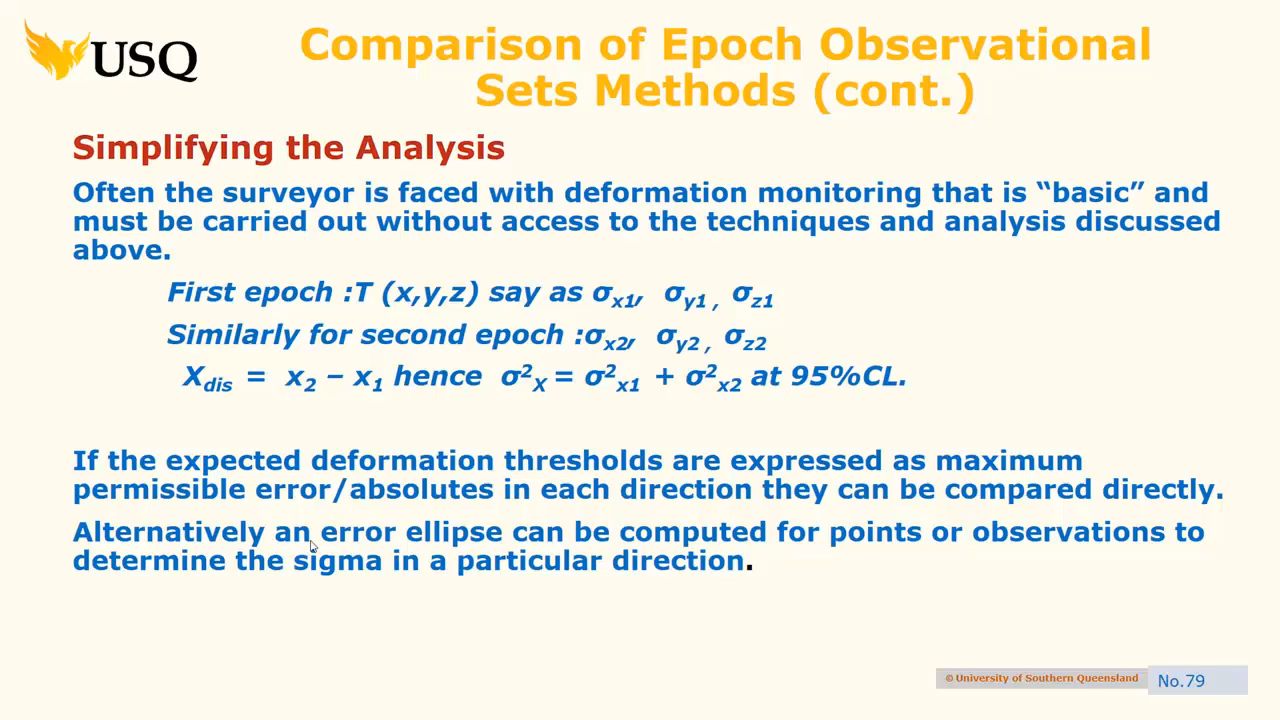 USQ
Comparison of Epoch Observational
Sets Methods (cont.)
Simplifying the Analysis
Often the surveyor is faced with deformation monitoring that is “basic” and
must be carried out without access to the techniques and analysis discussed
above.
First epoch :T (x,y,z) say as σx1, σy1 , σz1
Similarly for second epoch :σx2, σy2 , σz2
Xdis = x2 – x1 hence σ²X = σ²x1 + σ²x2 at 95%CL.
If the expected deformation thresholds are expressed as maximum
permissible error/absolutes in each direction they can be compared directly.
Alternatively an error ellipse can be computed for points or observations to
determine the sigma in a particular direction.
© University of Southern Queensland
No.79